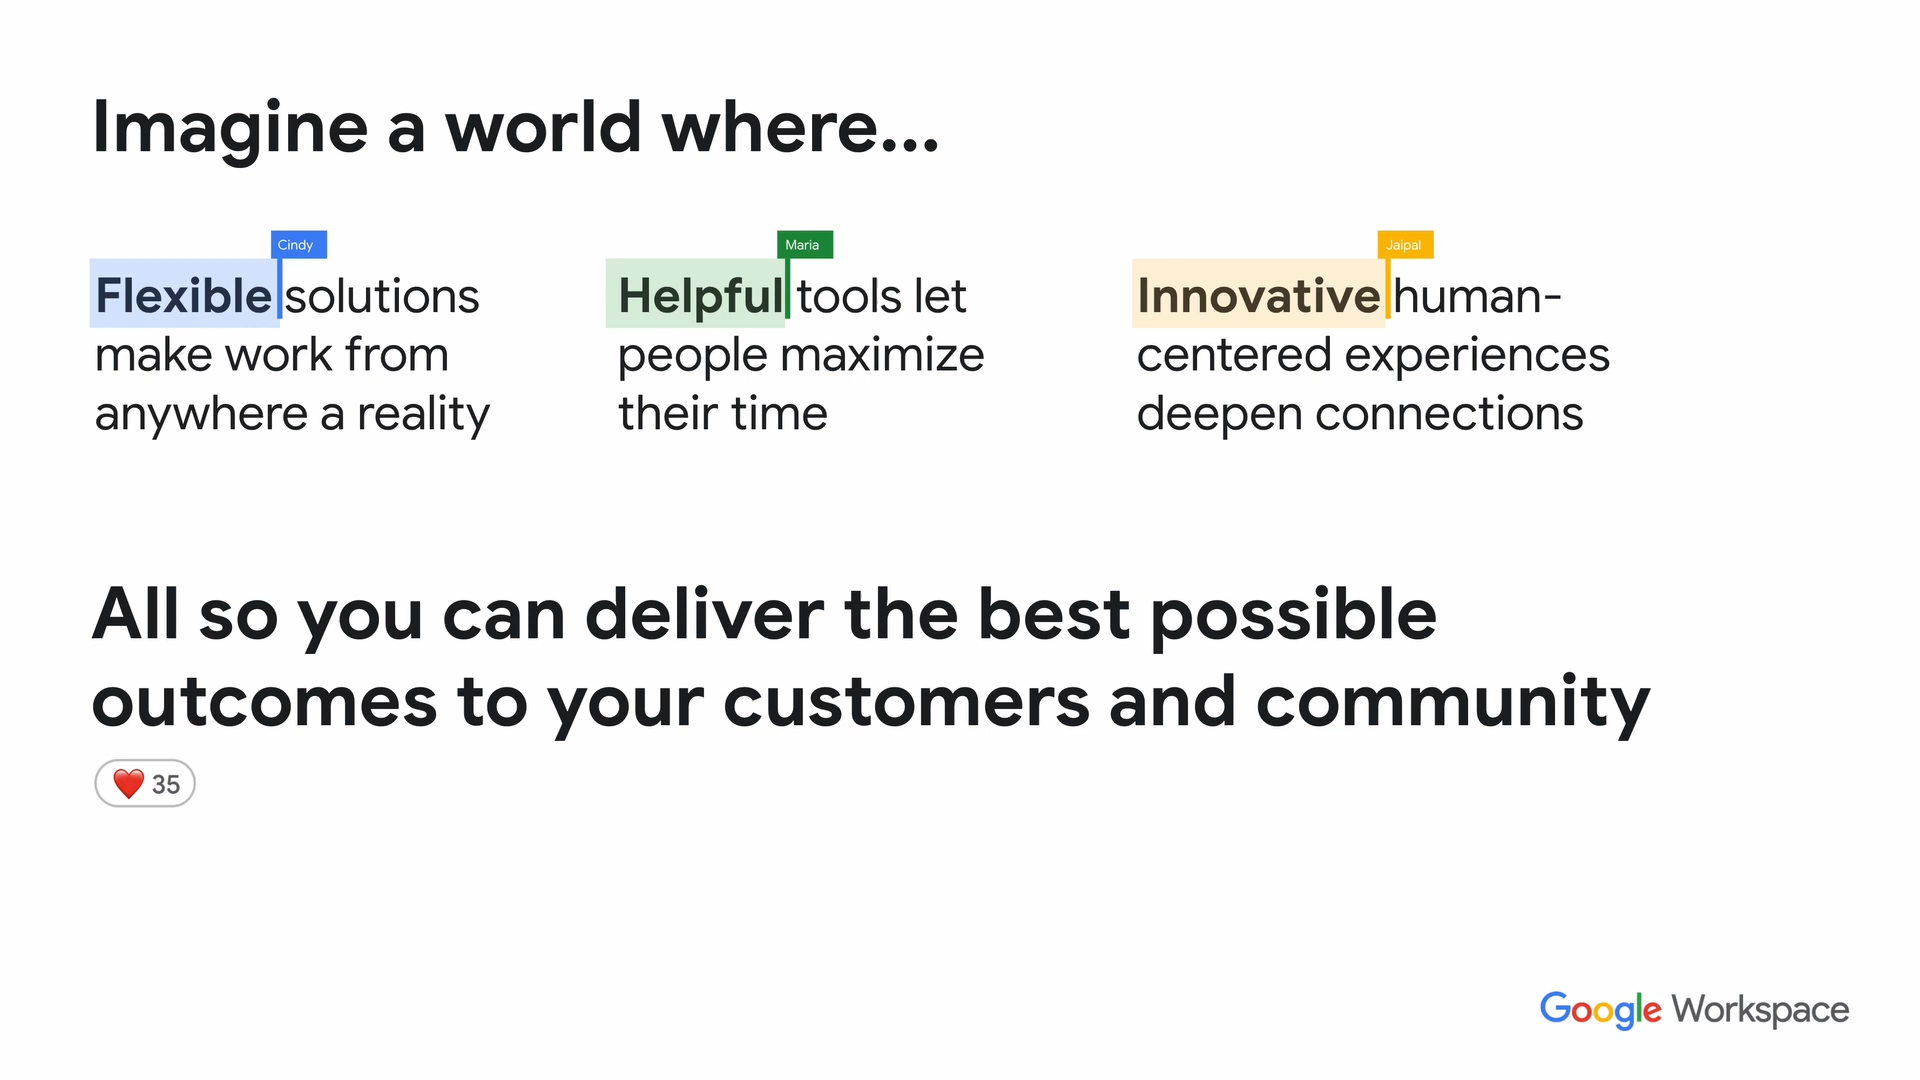 Imagine a world where...
Cindy
Flexible solutions
make work from
anywhere a reality
Maria
Helpful tools let
people maximize
their time
Jaipal
Innovative human-
centered experiences
deepen connections
All so you can deliver the best possible
outcomes to your customers and community
❤️ 35
Google Workspace